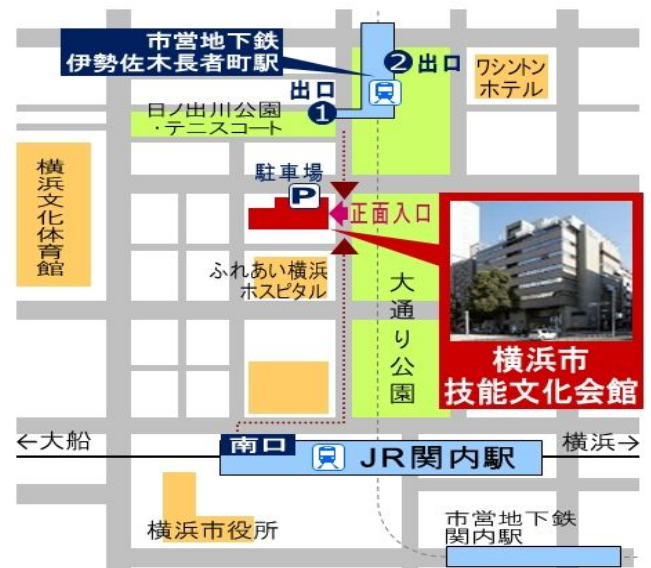 市営地下鉄
伊勢佐木長者町駅
❷出口
ワシントン
ホテル
出口
❶
日ノ出川公園
・テニスコート
横浜文化体育館
駐車場
P
正面入口
ふれあい横浜
ホスピタル
大通り公園
横浜市
技能文化会館
←大船
南口
JR関内駅
横浜→
横浜市役所
市営地下鉄
関内駅